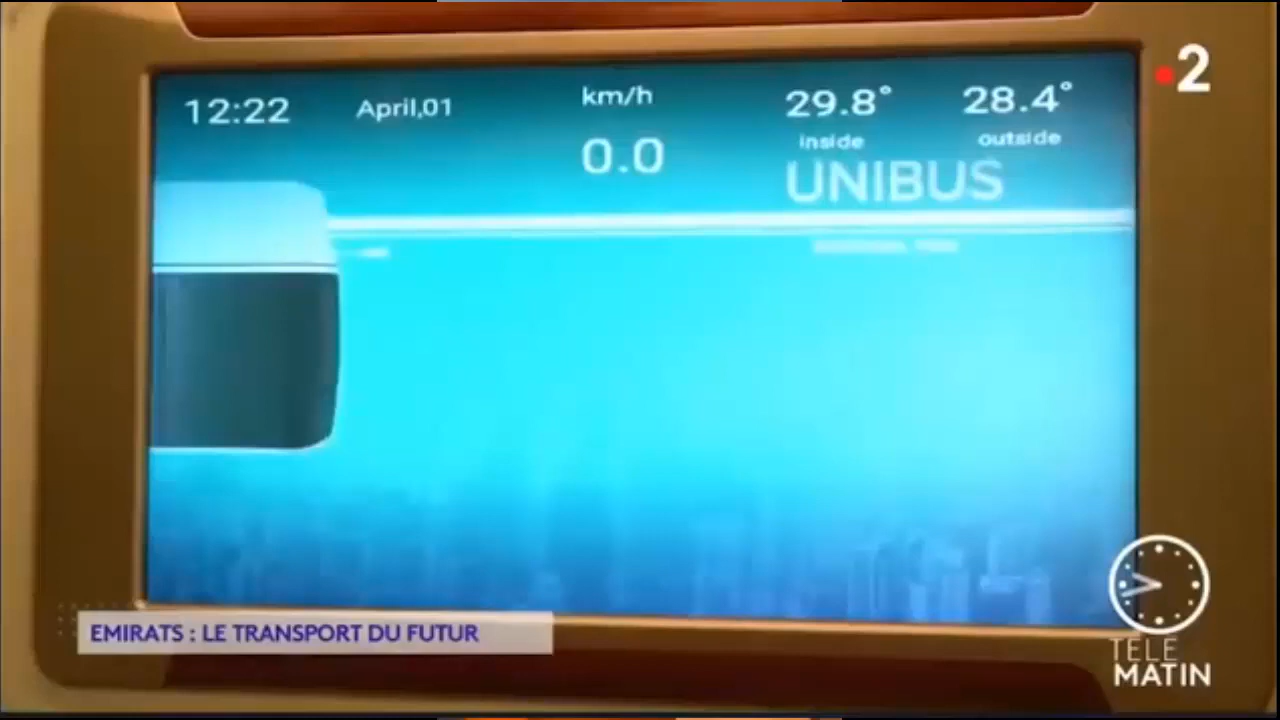 12:22 April,01 km/h 29.8° 28.4°
0.0 inside outside
UNIBUS
2
EMIRATS : LE TRANSPORT DU FUTUR
TÉLÉ
MATIN